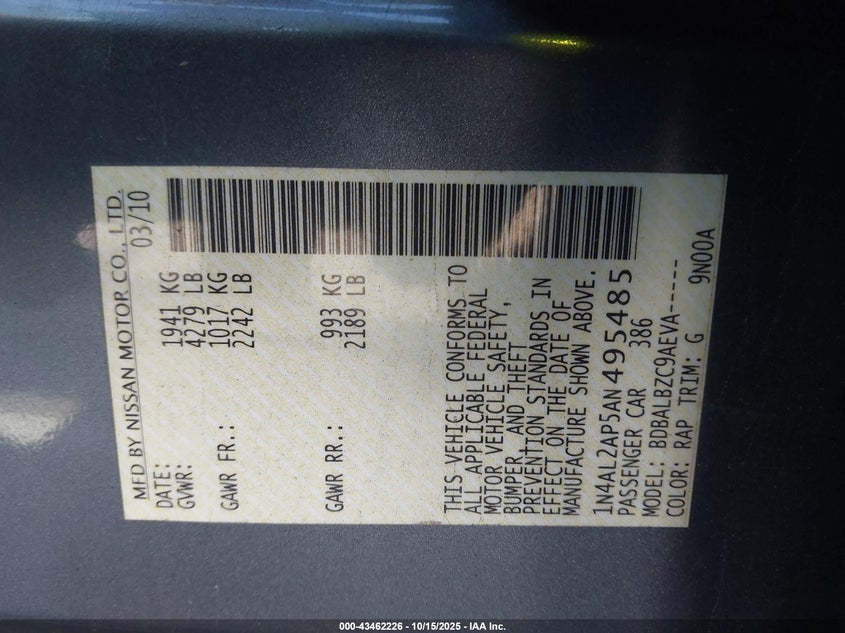 MFD BY NISSAN MOTOR CO., LTD.
DATE: 03/10
GVWR: 1941 KG
4279 LB
GAWR FR.: 1017 KG
2242 LB
GAWR RR.: 993 KG
2189 LB
THIS VEHICLE CONFORMS TO
ALL APPLICABLE FEDERAL
MOTOR VEHICLE SAFETY,
BUMPER, AND THEFT
PREVENTION STANDARDS IN
EFFECT ON THE DATE OF
MANUFACTURE SHOWN ABOVE.
1N4AL2AP5AN495485
PASSENGER CAR 386
MODEL: BDBALBZC9AEVA-----
COLOR: RAP TRIM: G 9N00A
000-43462226 - 10/15/2025 - IAA Inc.